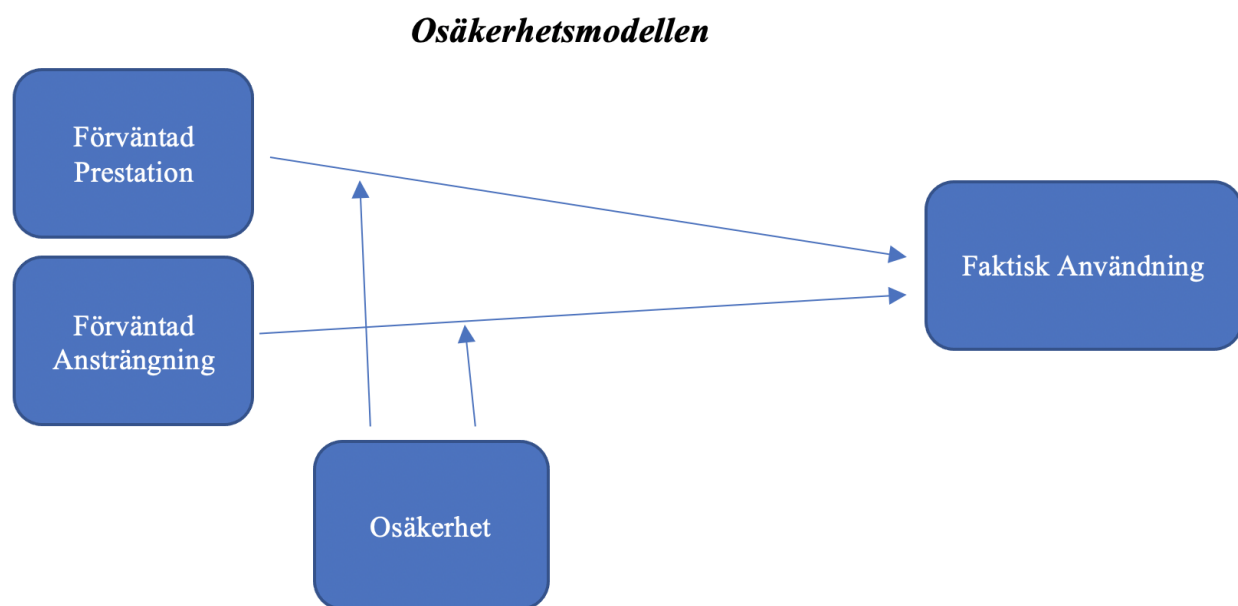 Osäkerhetsmodellen
Förväntad
Prestation
Förväntad
Ansträngning
Faktisk Användning
Osäkerhet